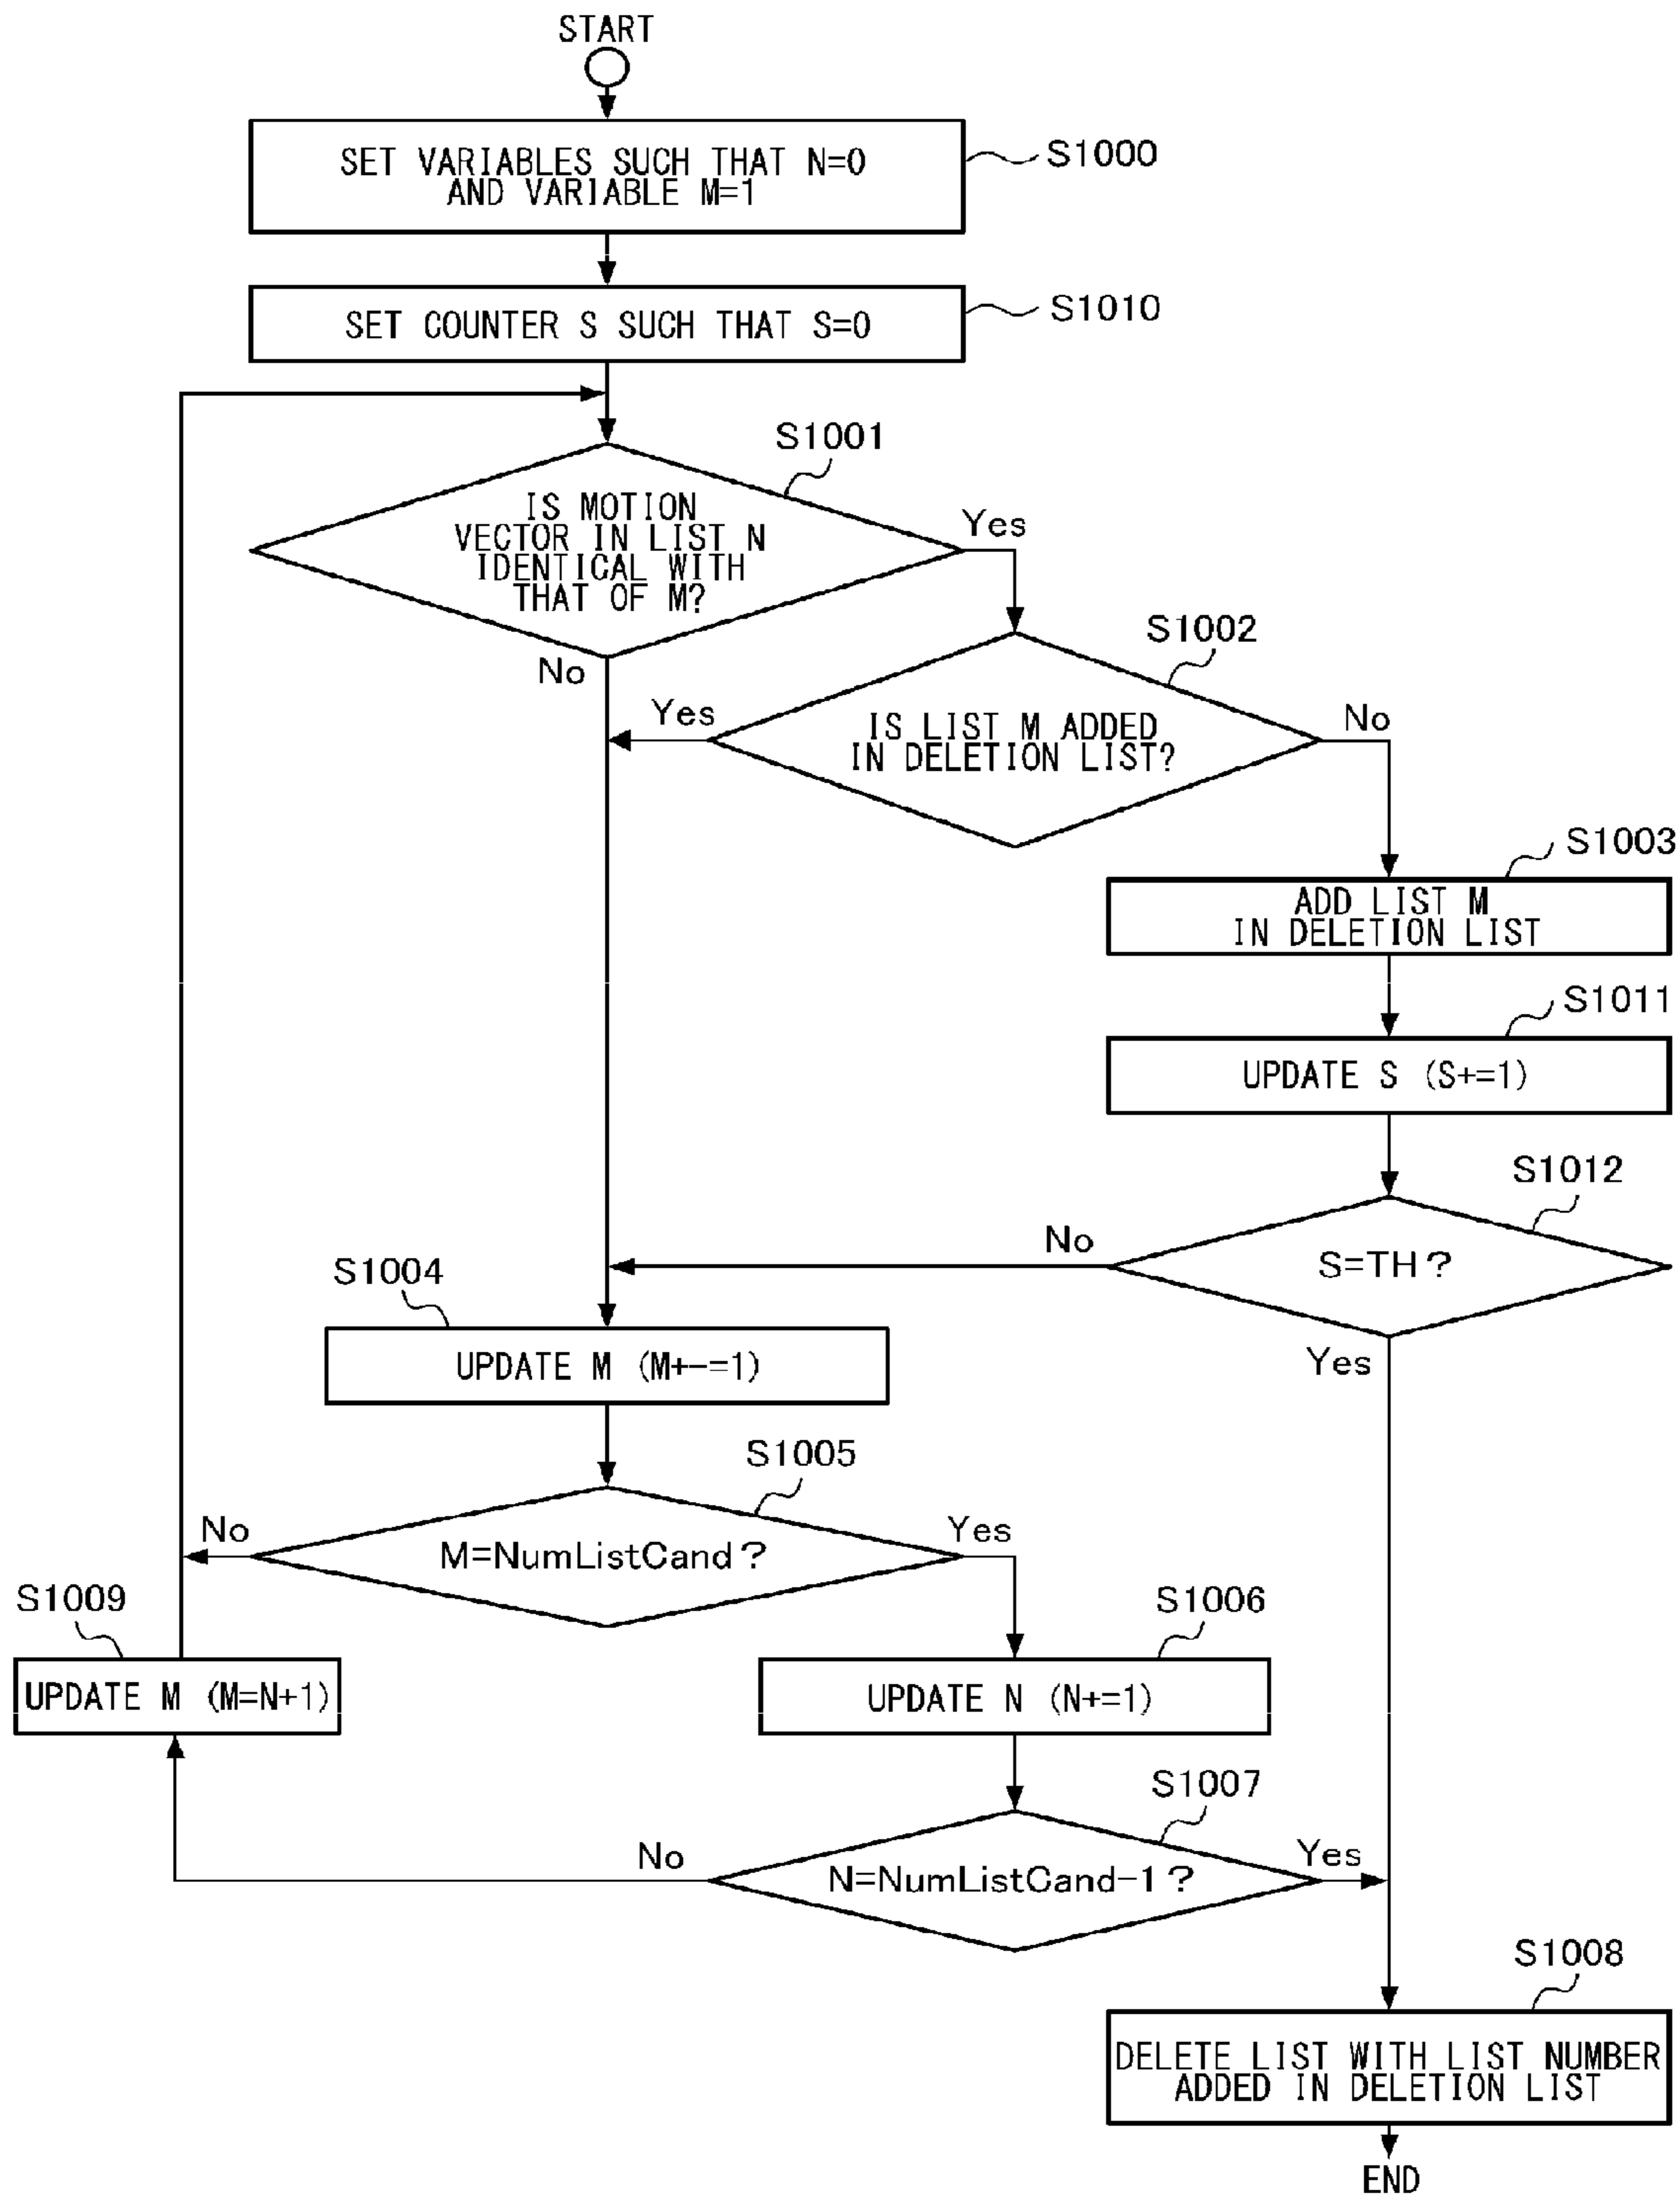 START
SET VARIABLES SUCH THAT N=0
AND VARIABLE M=1
S1000
SET COUNTER S SUCH THAT S=0
S1010
S1001
IS MOTION
VECTOR IN LIST N
IDENTICAL WITH
THAT OF M?
Yes
No
S1002
IS LIST M ADDED
IN DELETION LIST?
Yes
No
S1003
ADD LIST M
IN DELETION LIST
S1011
UPDATE S (S+=1)
S1012
S=TH?
No
Yes
S1004
UPDATE M (M+-=1)
S1005
M=NumListCand?
No
Yes
S1009
UPDATE M (M=N+1)
S1006
UPDATE N (N+=1)
S1007
N=NumListCand-1?
No
Yes
S1008
DELETE LIST WITH LIST NUMBER
ADDED IN DELETION LIST
END